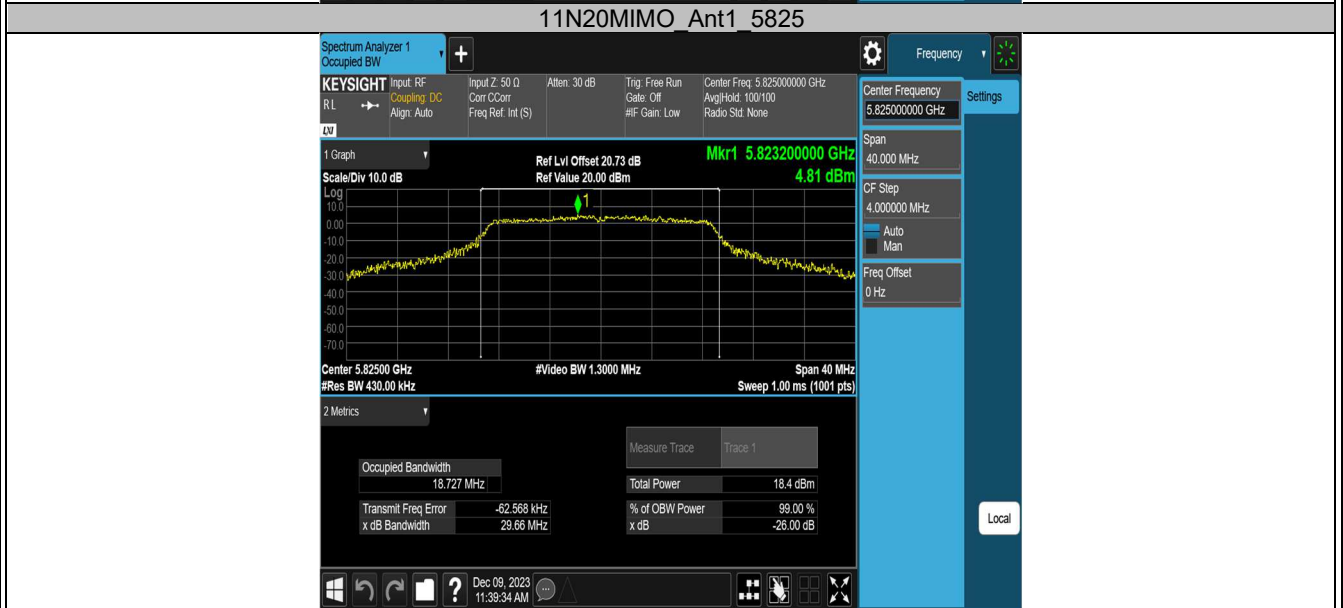 11N20MIMO_Ant1_5825
Spectrum Analyzer 1
Occupied BW
+
Frequency
KEYSIGHT
Input: RF
Coupling: DC
Align: Auto
Input Z: 50 Ω
Corr CCorr
Freq Ref: Int (S)
Atten: 30 dB
Trig: Free Run
Gate: Off
#IF Gain: Low
Center Freq: 5.825000000 GHz
Avg|Hold: 100/100
Radio Std: None
RL
LXI
Center Frequency
5.825000000 GHz
Settings
Span
40.000 MHz
CF Step
4.000000 MHz
Auto
Man
Freq Offset
0 Hz
Local
1 Graph
Scale/Div 10.0 dB
Ref Lvl Offset 20.73 dB
Ref Value 20.00 dBm
Mkr1 5.823200000 GHz
4.81 dBm
Log
10.0
0.00
-10.0
-20.0
-30.0
-40.0
-50.0
-60.0
-70.0
1
Center 5.82500 GHz
#Res BW 430.00 kHz
#Video BW 1.3000 MHz
Span 40 MHz
Sweep 1.00 ms (1001 pts)
2 Metrics
Measure Trace Trace 1
Occupied Bandwidth
18.727 MHz
Total Power 18.4 dBm
Transmit Freq Error -62.568 kHz
% of OBW Power 99.00 %
x dB Bandwidth 29.66 MHz
x dB -26.00 dB
?
Dec 09, 2023
11:39:34 AM